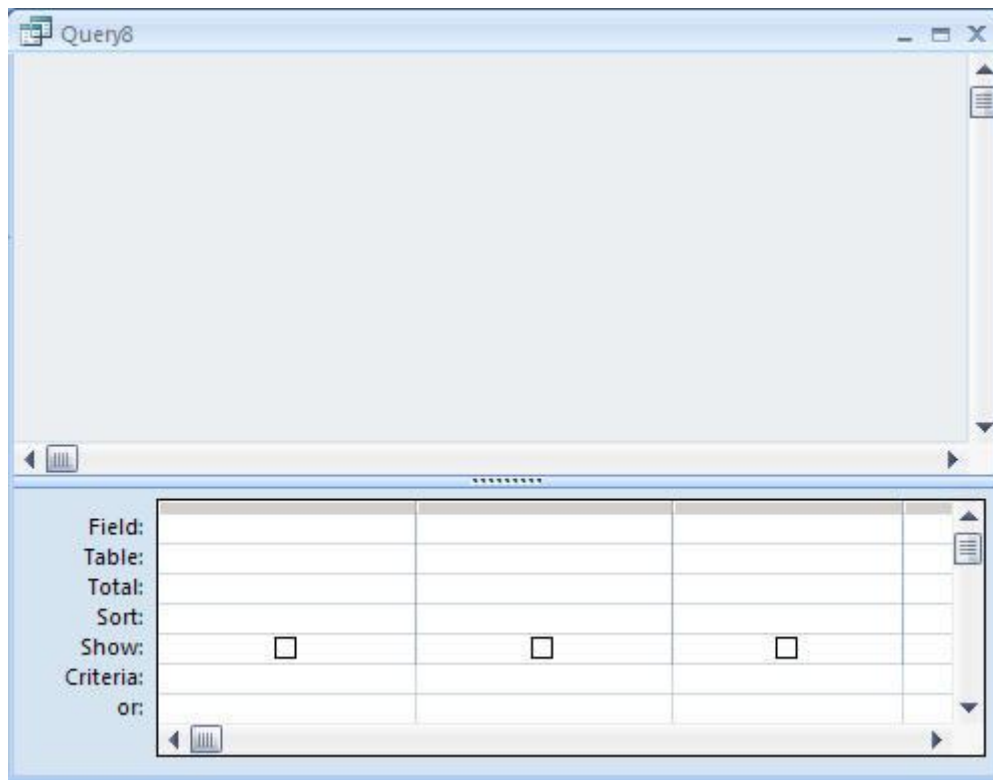 Query8
Field:
Table:
Total:
Sort:
Show:
Criteria:
or: